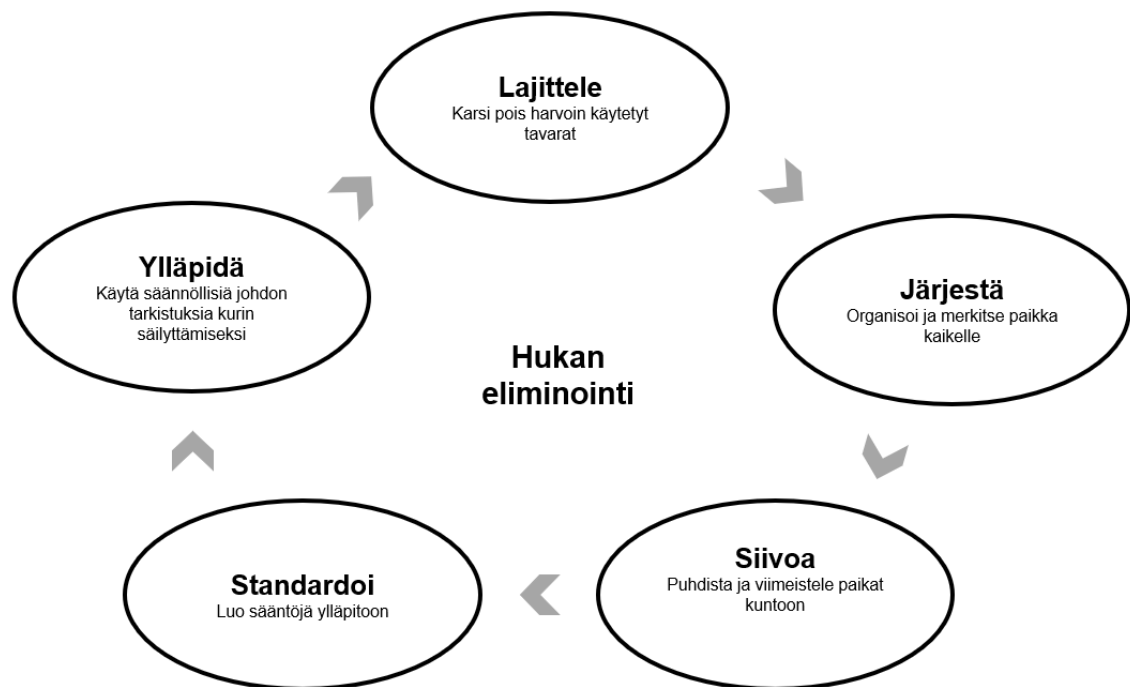 Lajittele
Karsi pois harvoin käytetyt
tavarat
Järjestä
Organisoi ja merkitse paikka
kaikelle
Siivoa
Puhdista ja viimeistele paikat
kuntoon
Standardoi
Luo sääntöjä ylläpitoon
Ylläpidä
Käytä säännöllisiä johdon
tarkistuksia kurin
säilyttämiseksi
Hukan
eliminointi